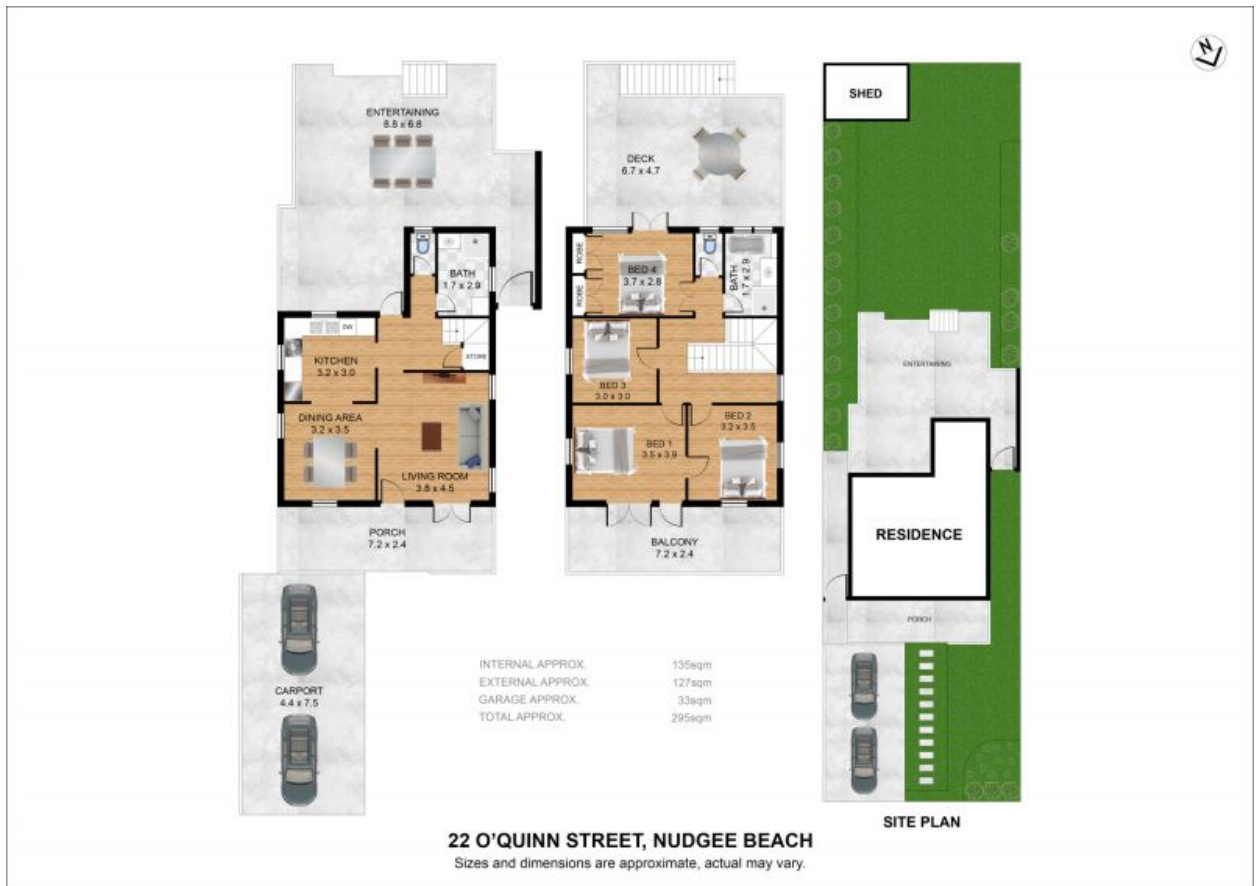 N
ENTERTAINING
8.8 x 6.8
BATH
1.7 x 2.9
DW
KITCHEN
3.2 x 3.0
STORE
DINING AREA
3.2 x 3.5
LIVING ROOM
3.8 x 4.5
PORCH
7.2 x 2.4
CARPORT
4.4 x 7.5
DECK
6.7 x 4.7
ROBE
ROBE
BED 4
3.7 x 2.8
BATH
1.7 x 2.9
BED 3
3.0 x 3.0
BED 1
3.5 x 3.9
BED 2
3.2 x 3.5
BALCONY
7.2 x 2.4
SHED
ENTERTAINING
RESIDENCE
PORCH
SITE PLAN
INTERNAL APPROX. 135sqm
EXTERNAL APPROX. 127sqm
GARAGE APPROX. 33sqm
TOTAL APPROX. 295sqm
22 O'QUINN STREET, NUDGEE BEACH
Sizes and dimensions are approximate, actual may vary.